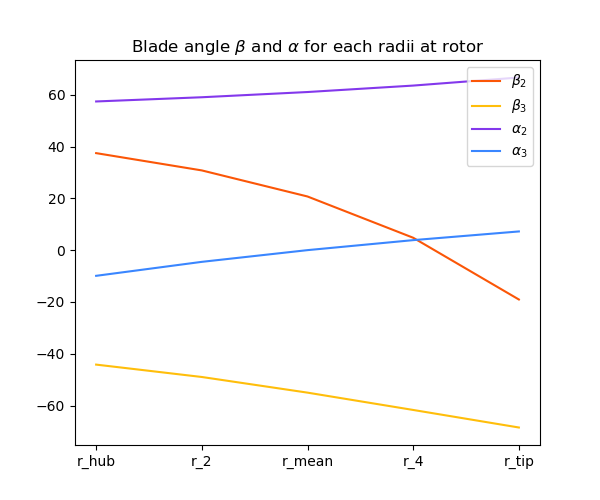 Blade angle β and α for each radii at rotor
β₂
β₃
α₂
α₃
60
40
20
0
−20
−40
−60
r_hub r_2 r_mean r_4 r_tip